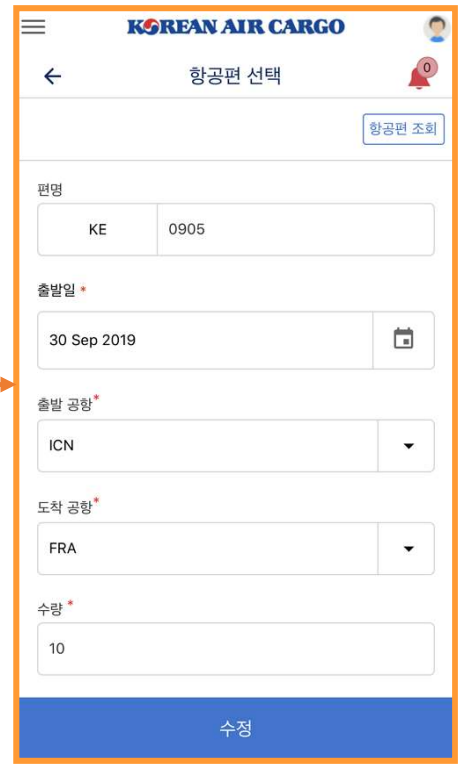 KOREAN AIR CARGO
항공편 선택
0
항공편 조회
편명
KE 0905
출발일 *
30 Sep 2019
출발 공항*
ICN
도착 공항*
FRA
수량 *
10
수정